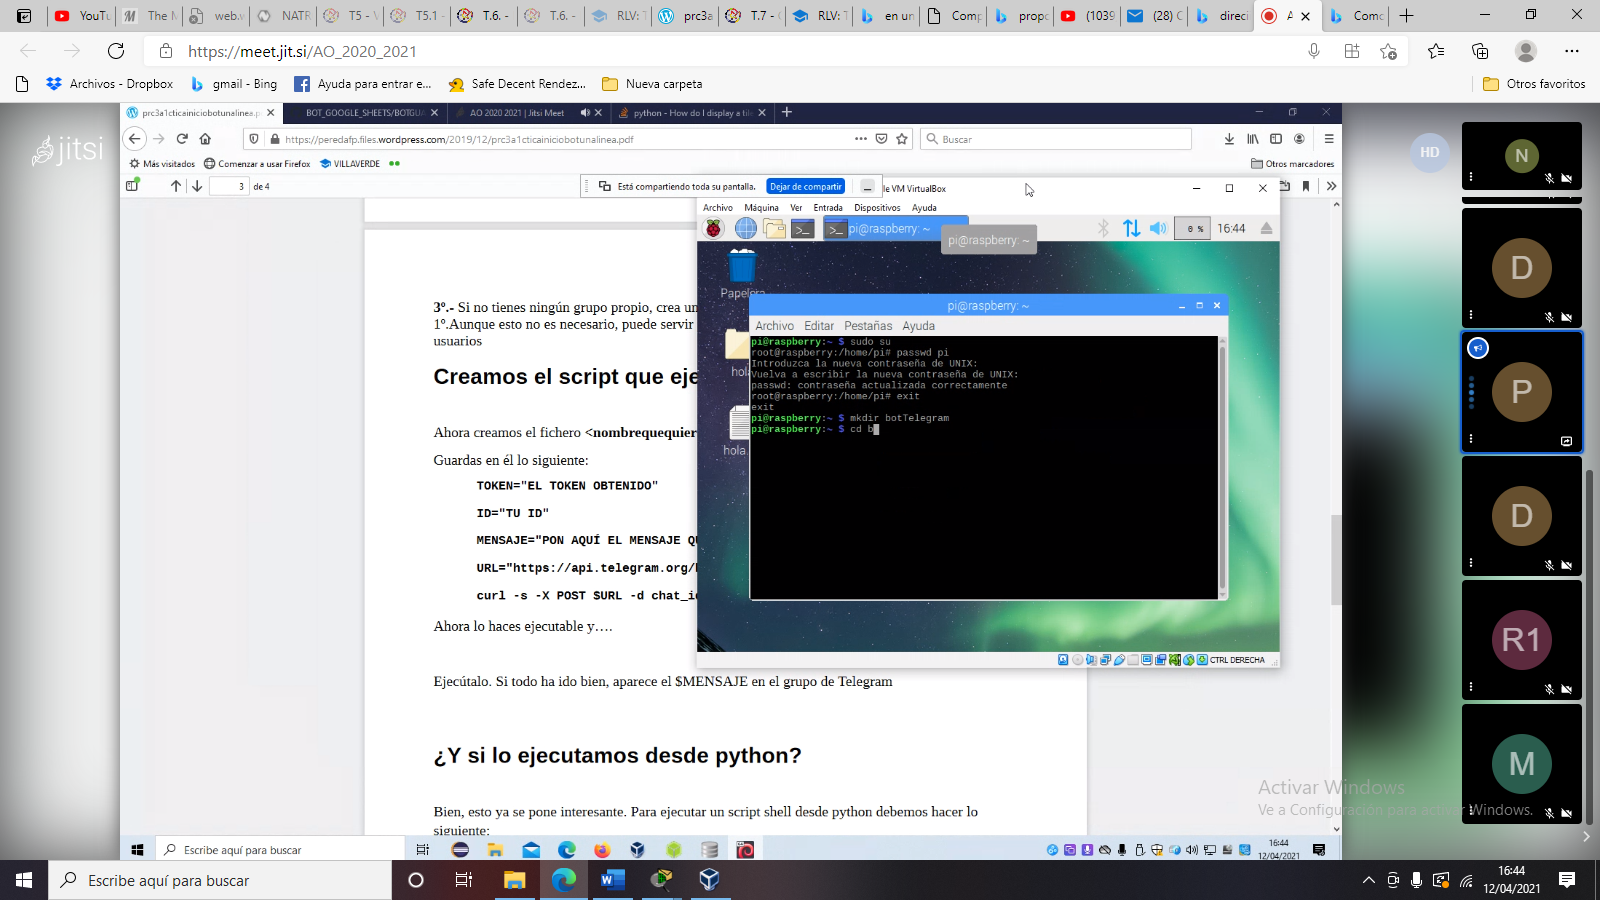 YouTu
M The M
web.v
NATR
T5 - \
T5.1 -
T.6. -
T.6. -
RLV: T
prc3a
T.7 - (
RLV: T
en un
Comp
propo
(1039
(28) C
direci
A
Comc
https://meet.jit.si/AO_2020_2021
Archivos - Dropbox
gmail - Bing
Ayuda para entrar e...
Safe Decent Rendez...
Nueva carpeta
Otros favoritos
jitsi
prc3a1cticainiciobotunalinea.p
BOT_GOOGLE_SHEETS/BOTGU
AO 2020 2021 | Jitsi Meet
python - How do I display a tile
https://peredafp.files.wordpress.com/2019/12/prc3a1cticainiciobotunalinea.pdf
Buscar
Más visitados
Comenzar a usar Firefox
VILLAVERDE
Otros marcadores
3 de 4
Está compartiendo toda su pantalla.
Dejar de compartir
le VM VirtualBox
Archivo Máquina Ver Entrada Dispositivos Ayuda
pi@raspberry: ~
0 %
16:44
pi@raspberry: ~
Papelera
hol
hola.
pi@raspberry: ~
Archivo Editar Pestañas Ayuda
pi@raspberry:~ $ sudo su
root@raspberry:/home/pi# passwd pi
Introduzca la nueva contraseña de UNIX:
Vuelva a escribir la nueva contraseña de UNIX:
passwd: contraseña actualizada correctamente
root@raspberry:/home/pi# exit
exit
pi@raspberry:~ $ mkdir botTelegram
pi@raspberry:~ $ cd b
CTRL DERECHA
3º.- Si no tienes ningún grupo propio, crea un
1º.Aunque esto no es necesario, puede servir
usuarios
Creamos el script que eje
Ahora creamos el fichero <nombrequequier
Guardas en él lo siguiente:
TOKEN="EL TOKEN OBTENIDO"
ID="TU ID"
MENSAJE="PON AQUÍ EL MENSAJE QU
URL="https://api.telegram.org/b
curl -s -X POST $URL -d chat_id
Ahora lo haces ejecutable y….
Ejecútalo. Si todo ha ido bien, aparece el $MENSAJE en el grupo de Telegram
¿Y si lo ejecutamos desde python?
Bien, esto ya se pone interesante. Para ejecutar un script shell desde python debemos hacer lo
siguiente:
HD
N
D
P
D
R1
M
Activar Windows
Ve a Configuración para activar Windows.
Escribe aquí para buscar
16:44
12/04/2021
Escribe aquí para buscar
16:44
12/04/2021